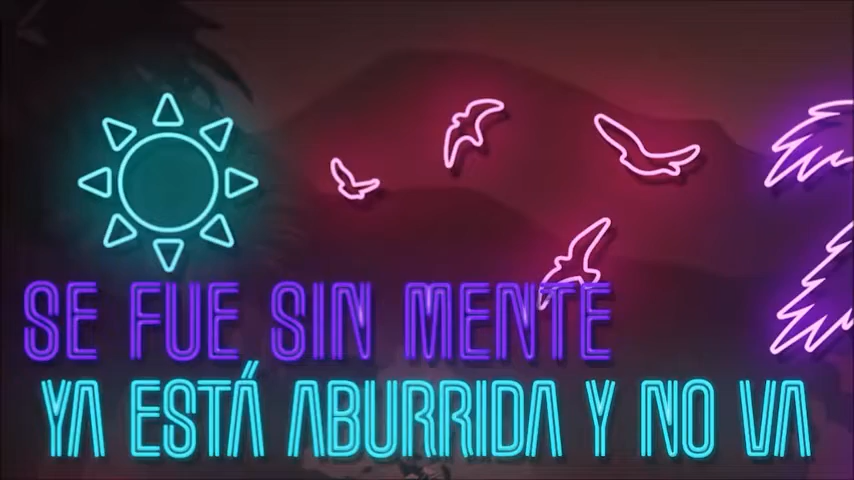 SE FUE SIN MENTE
YA ESTÁ ABURRIDA Y NO VA